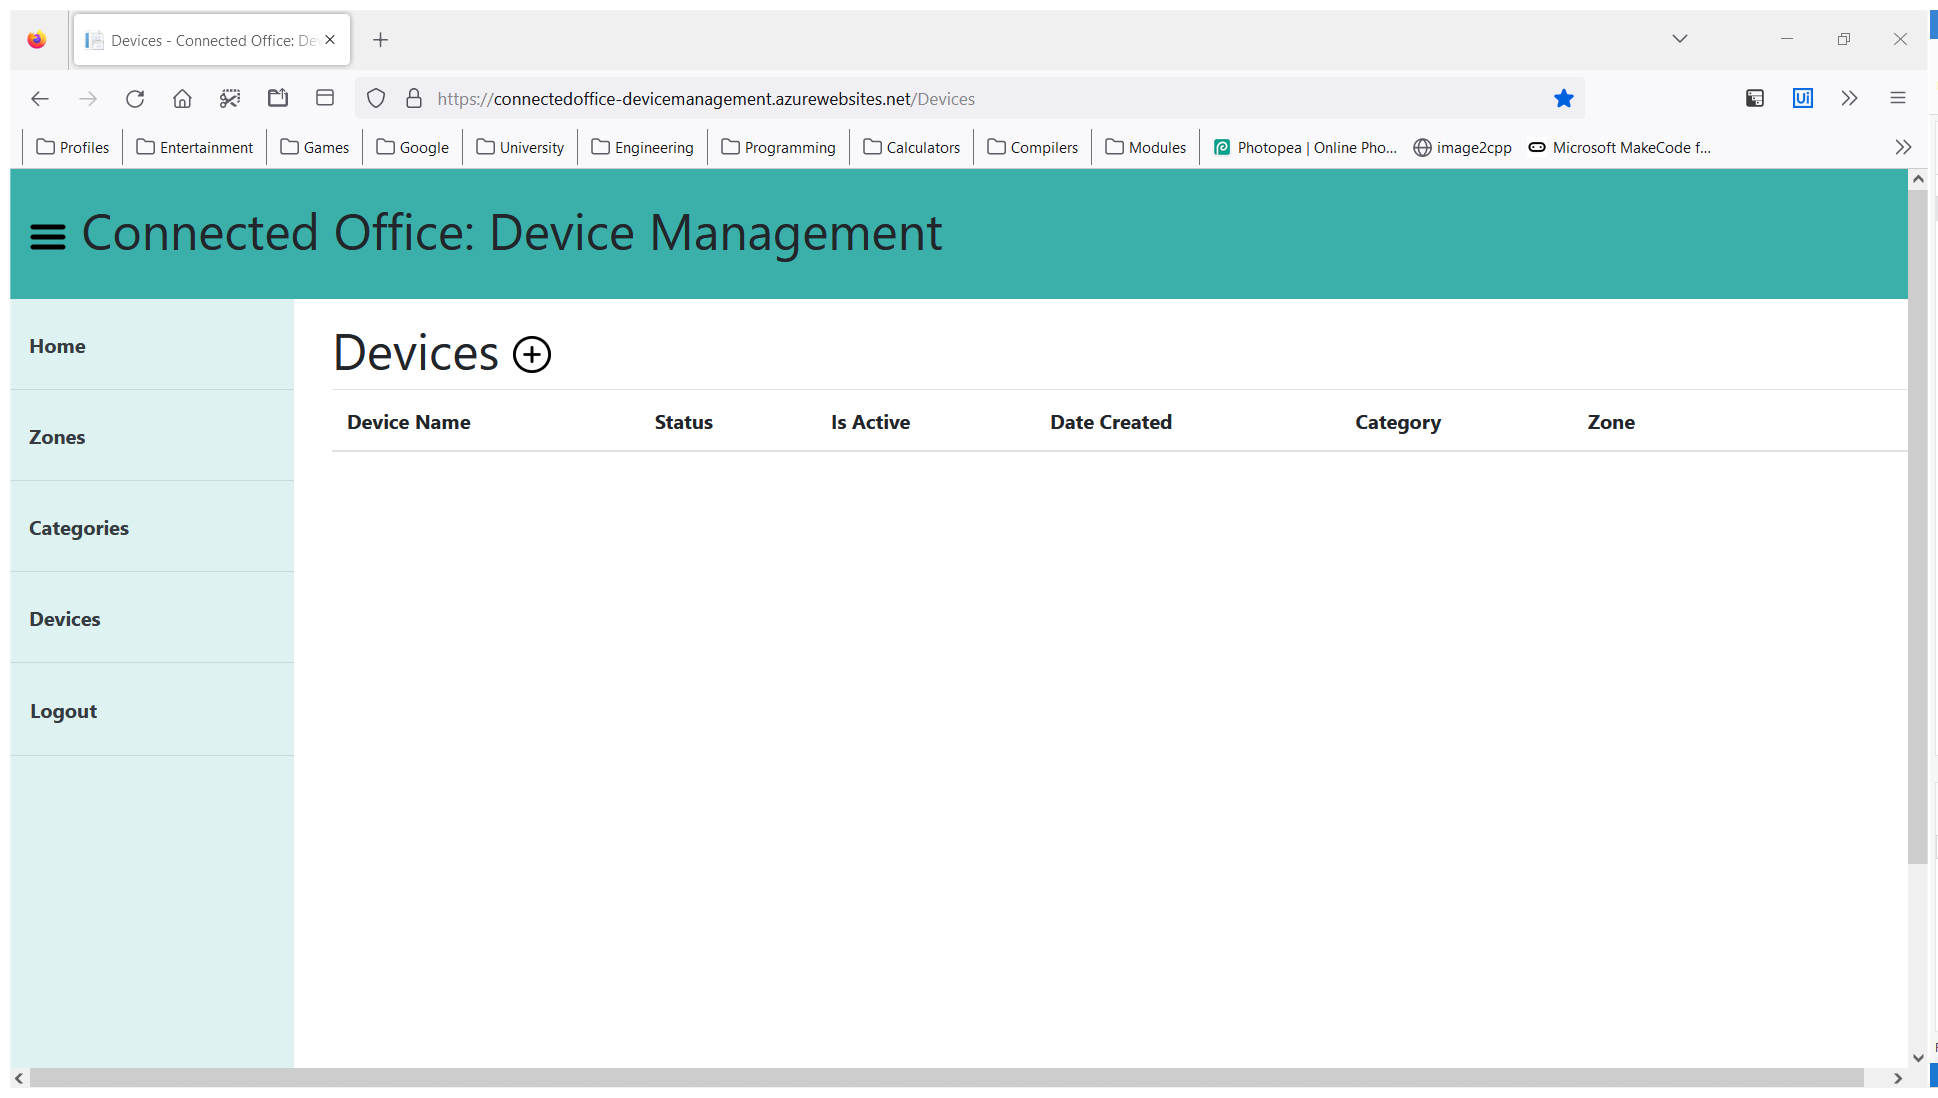 Devices - Connected Office: De
https://connectedoffice-devicemanagement.azurewebsites.net/Devices
Ui
Profiles Entertainment Games Google University Engineering Programming Calculators Compilers Modules Photopea | Online Pho... image2cpp Microsoft MakeCode f...
Connected Office: Device Management
Home
Zones
Categories
Devices
Logout
Devices
Device Name Status Is Active Date Created Category Zone